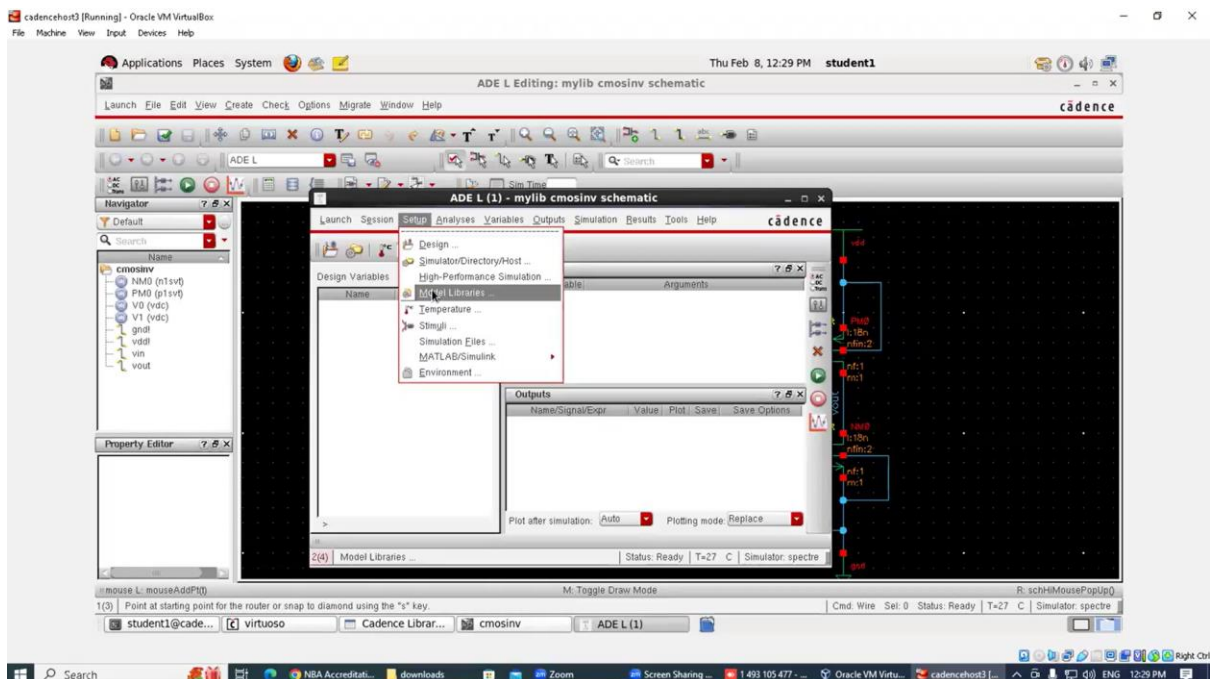 cadencehost3 [Running] - Oracle VM VirtualBox
File Machine View Input Devices Help
Applications Places System
Thu Feb 8, 12:29 PM student1
ADE L Editing: mylib cmosinv schematic
Launch File Edit View Create Check Options Migrate Window Help
cādence
ADE L
Search
Sim Time
Navigator
Default
Search
Name
cmosinv
NM0 (n1svt)
PM0 (p1svt)
V0 (vdc)
V1 (vdc)
gnd!
vdd!
vin
vout
Property Editor
ADE L (1) - mylib cmosinv schematic
Launch Session Setup Analyses Variables Outputs Simulation Results Tools Help
cādence
Design ...
Simulator/Directory/Host ...
High-Performance Simulation ...
Model Libraries ...
Temperature ...
Stimuli ...
Simulation Files ...
MATLAB/Simulink
Environment ...
Design Variables
Name
Arguments
Outputs
Name/Signal/Expr Value Plot Save Save Options
>
Plot after simulation: Auto Plotting mode: Replace
2(4) Model Libraries ... Status: Ready T=27 C Simulator: spectre
vdd
PM0
l:18n
nfin:2
nf:1
m:1
vout
NM0
l:18n
nfin:2
nf:1
m:1
gnd
mouse L: mouseAddPt(t) M: Toggle Draw Mode R: schHiMousePopUp()
1(3) Point at starting point for the router or snap to diamond using the "s" key. Cmd: Wire Sel: 0 Status: Ready T=27 C Simulator: spectre
student1@cade... virtuoso Cadence Librar... cmosinv ADE L (1)
Right Ctrl
Search NBA Accreditati... downloads Zoom Screen Sharing ... 1 493 105 477 - ... Oracle VM Virtu... cadencehost3 [... ENG 12:29 PM